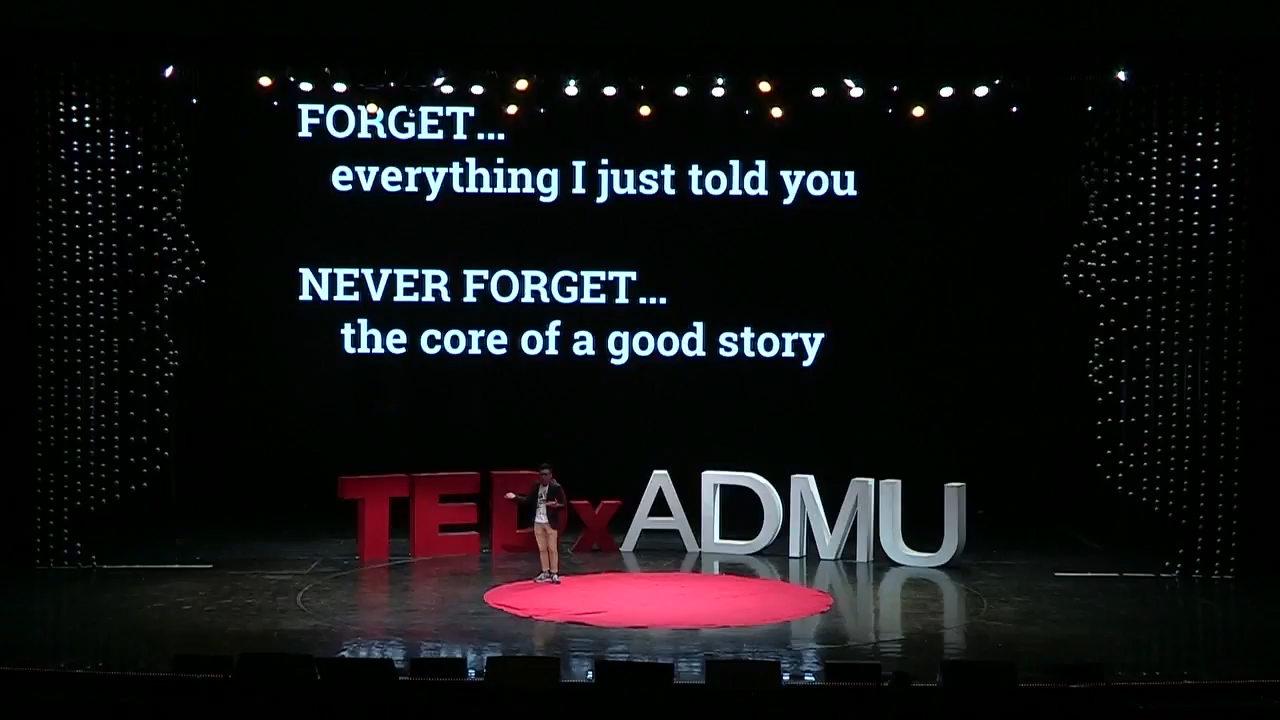 FORGET...
everything I just told you
NEVER FORGET...
the core of a good story
TEDxADMU